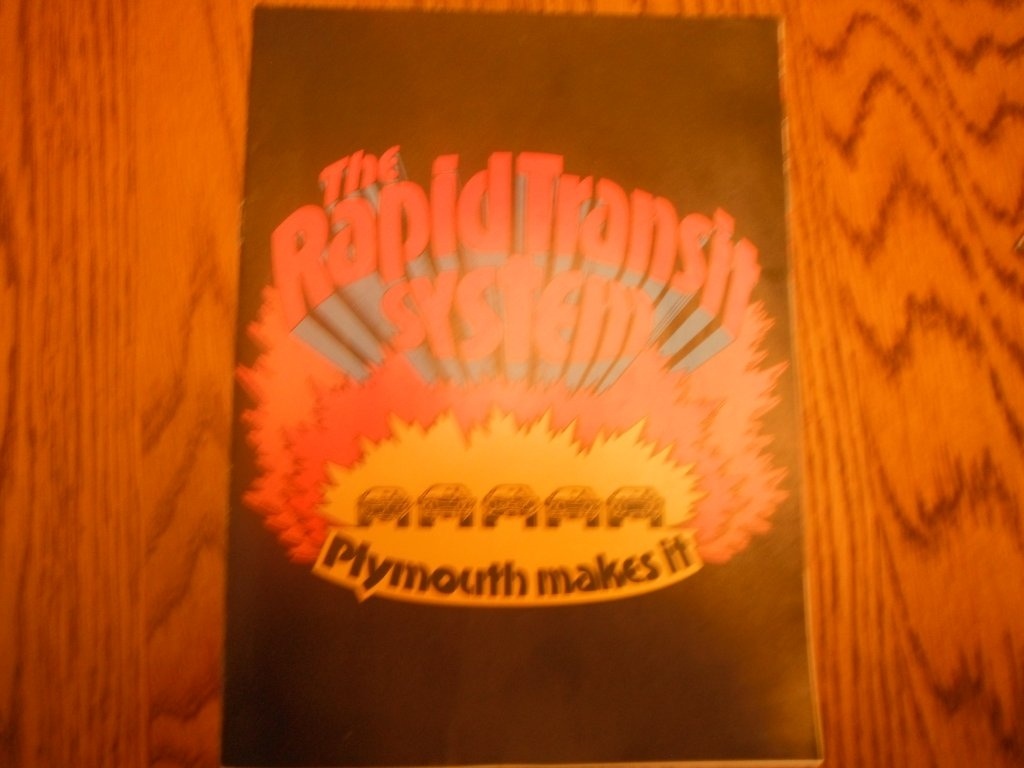 The
Rapid Transit
SYSTEM
Plymouth makes it